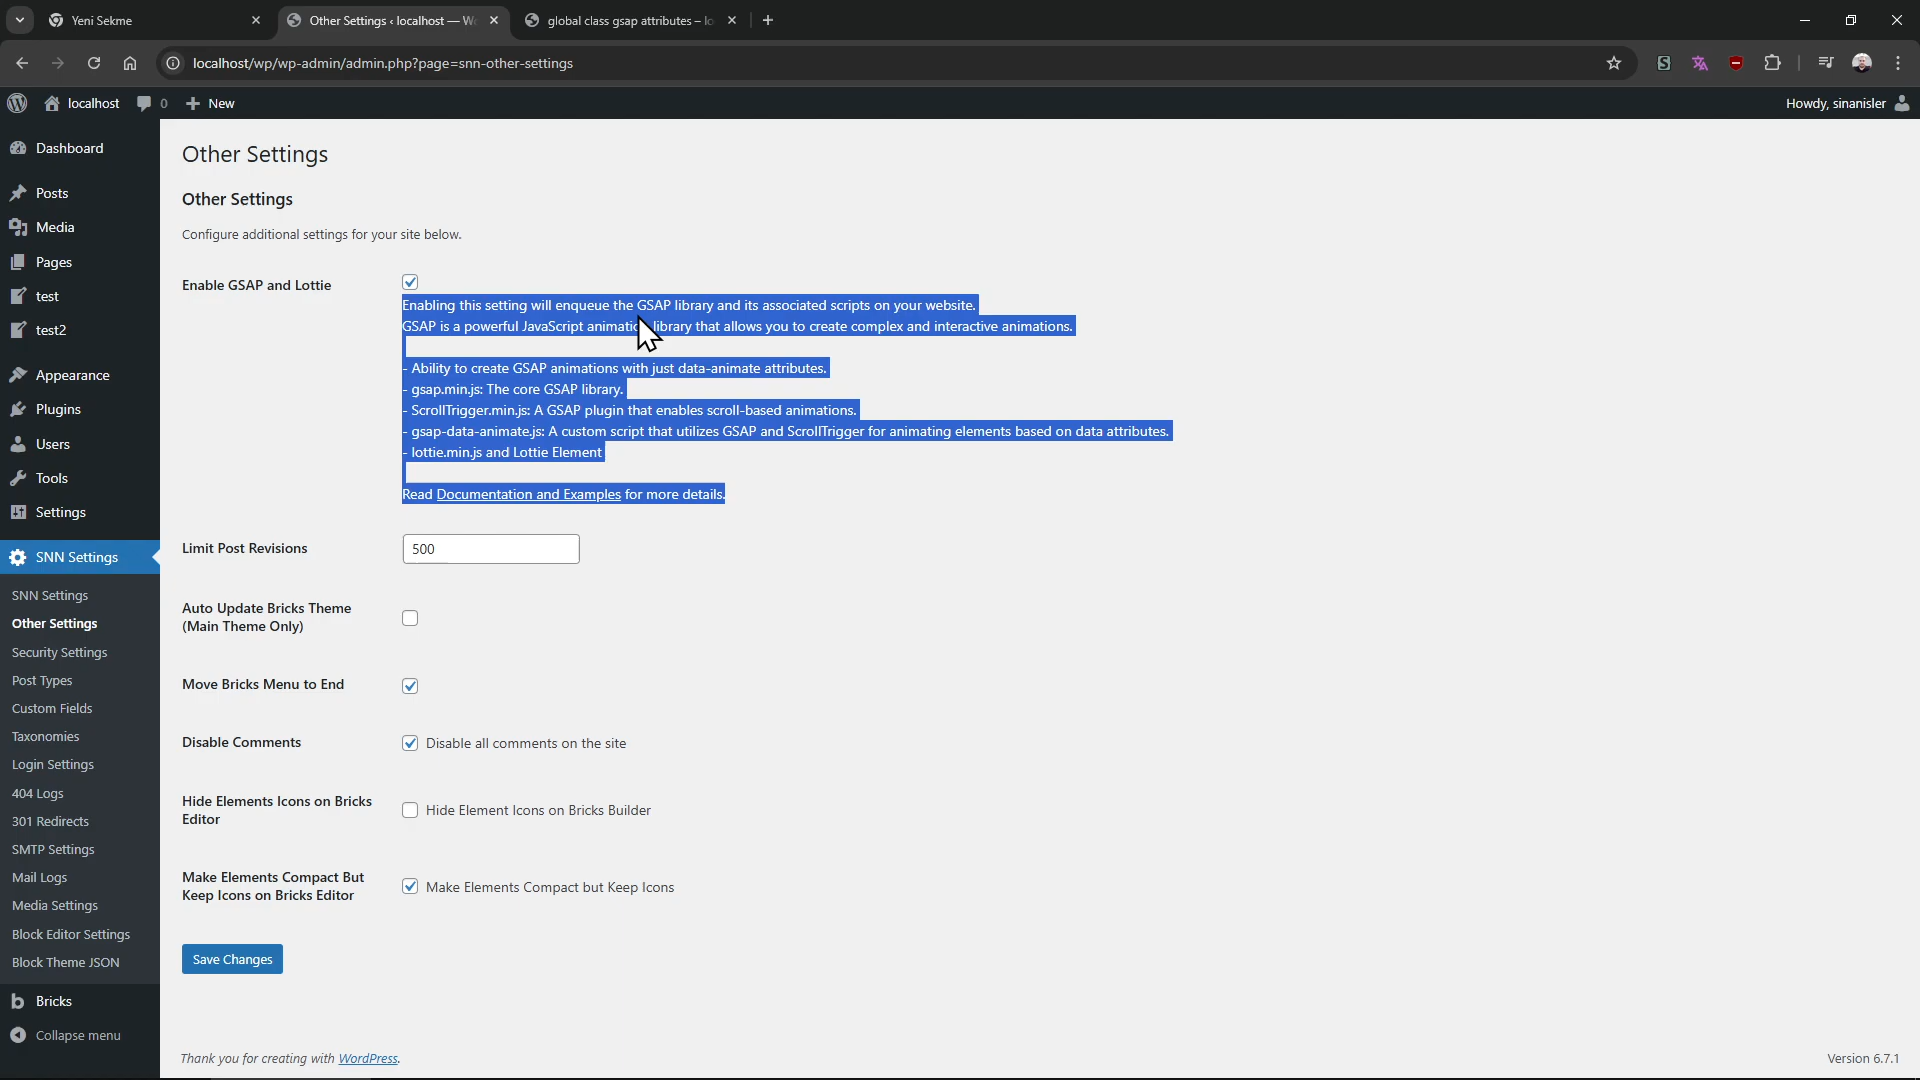 Yeni Sekme
Other Settings ‹ localhost — W
global class gsap attributes – lo
localhost/wp/wp-admin/admin.php?page=snn-other-settings
localhost
0
New
Howdy, sinanisler
Dashboard
Posts
Media
Pages
test
test2
Appearance
Plugins
Users
Tools
Settings
SNN Settings
SNN Settings
Other Settings
Security Settings
Post Types
Custom Fields
Taxonomies
Login Settings
404 Logs
301 Redirects
SMTP Settings
Mail Logs
Media Settings
Block Editor Settings
Block Theme JSON
Bricks
Collapse menu
Other Settings
Other Settings
Configure additional settings for your site below.
Enable GSAP and Lottie
Enabling this setting will enqueue the GSAP library and its associated scripts on your website.
GSAP is a powerful JavaScript animation library that allows you to create complex and interactive animations.
- Ability to create GSAP animations with just data-animate attributes.
- gsap.min.js: The core GSAP library.
- ScrollTrigger.min.js: A GSAP plugin that enables scroll-based animations.
- gsap-data-animate.js: A custom script that utilizes GSAP and ScrollTrigger for animating elements based on data attributes.
- lottie.min.js and Lottie Element
Read Documentation and Examples for more details.
Limit Post Revisions
500
Auto Update Bricks Theme
(Main Theme Only)
Move Bricks Menu to End
Disable Comments
Disable all comments on the site
Hide Elements Icons on Bricks
Editor
Hide Element Icons on Bricks Builder
Make Elements Compact But
Keep Icons on Bricks Editor
Make Elements Compact but Keep Icons
Save Changes
Thank you for creating with WordPress.
Version 6.7.1